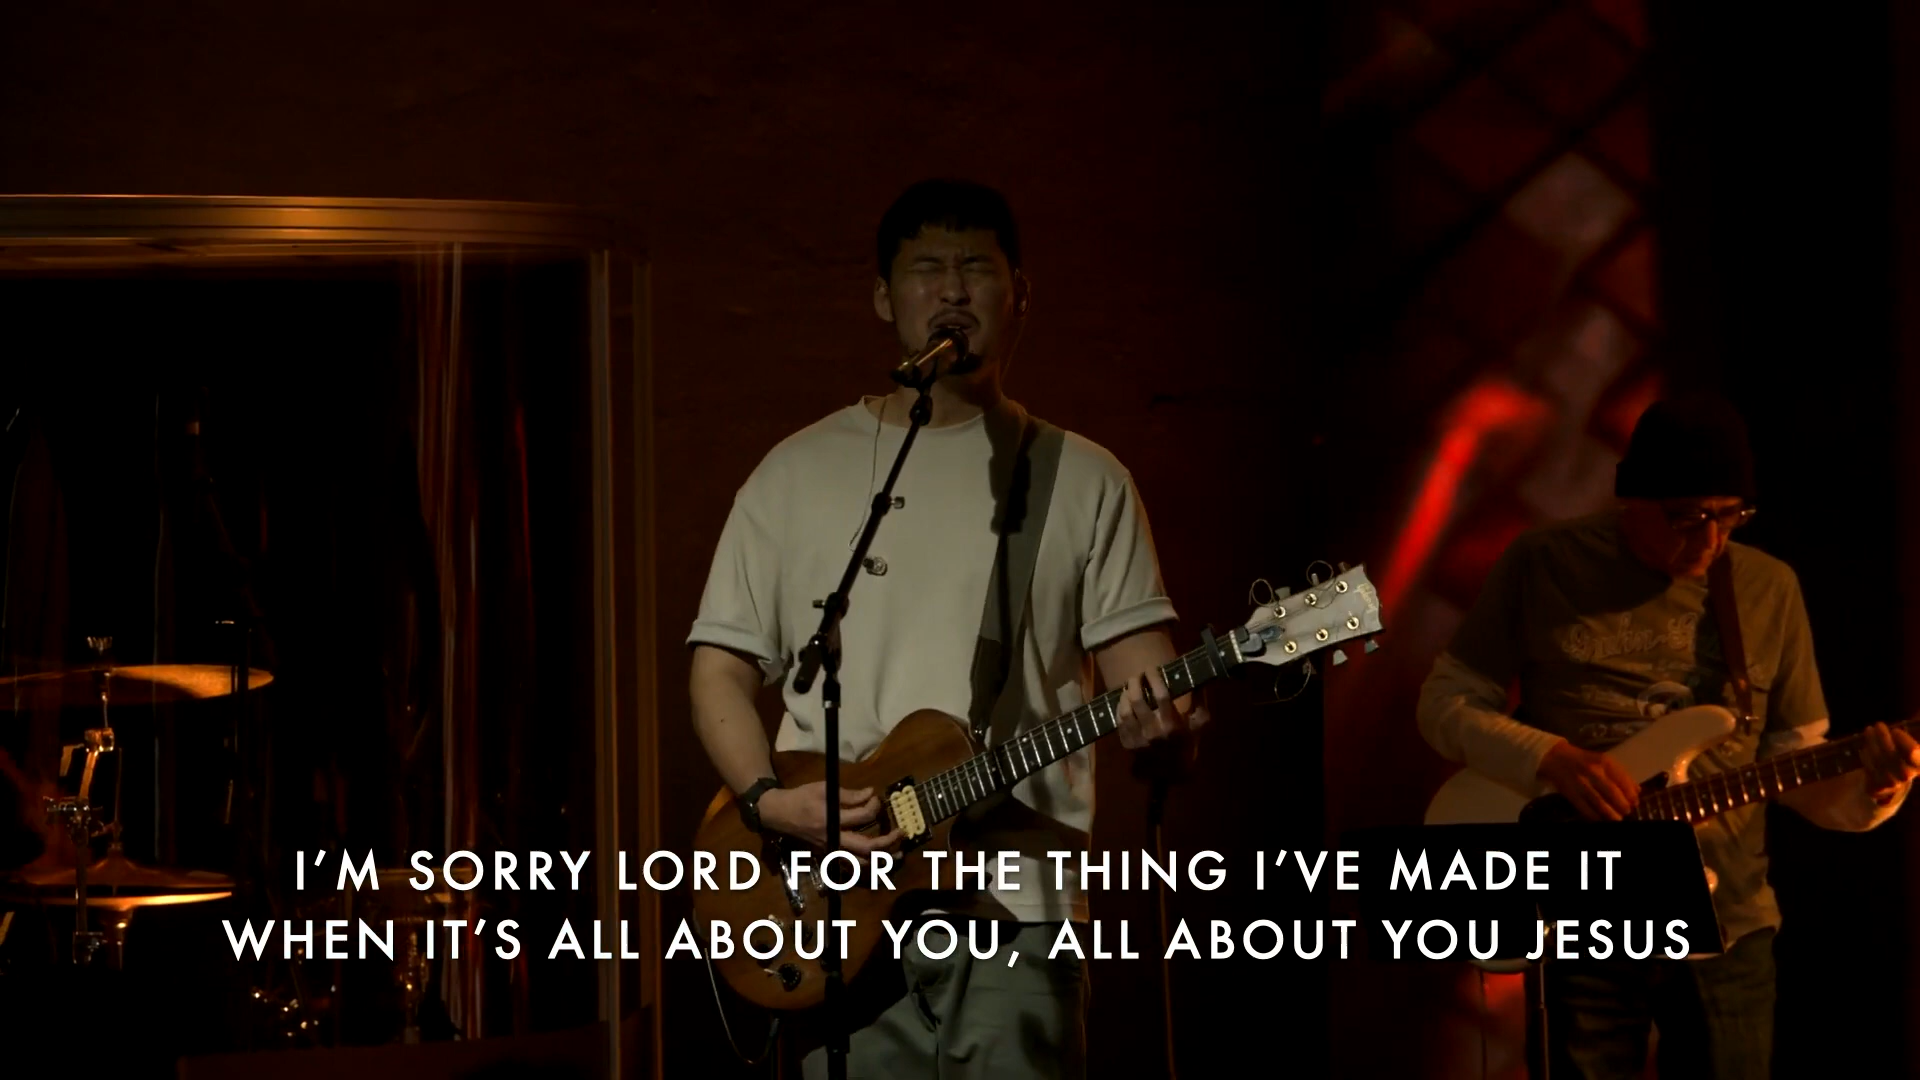 I'M SORRY LORD FOR THE THING I'VE MADE IT
WHEN IT'S ALL ABOUT YOU, ALL ABOUT YOU JESUS